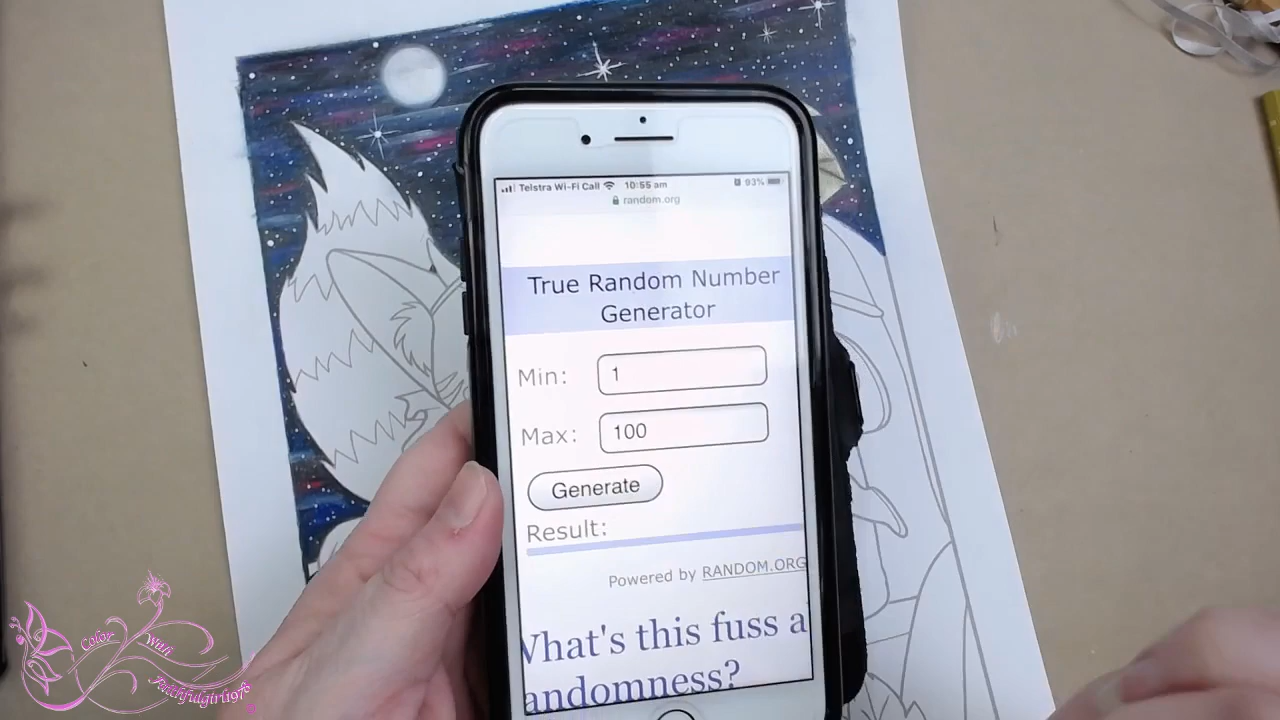 Telstra Wi-Fi Call 10:55 am 93%
random.org
True Random Number
Generator
Min: 1
Max: 100
Generate
Result:
Powered by RANDOM.ORG
What's this fuss a
andomness?
Color With
Faithfulgirl1976